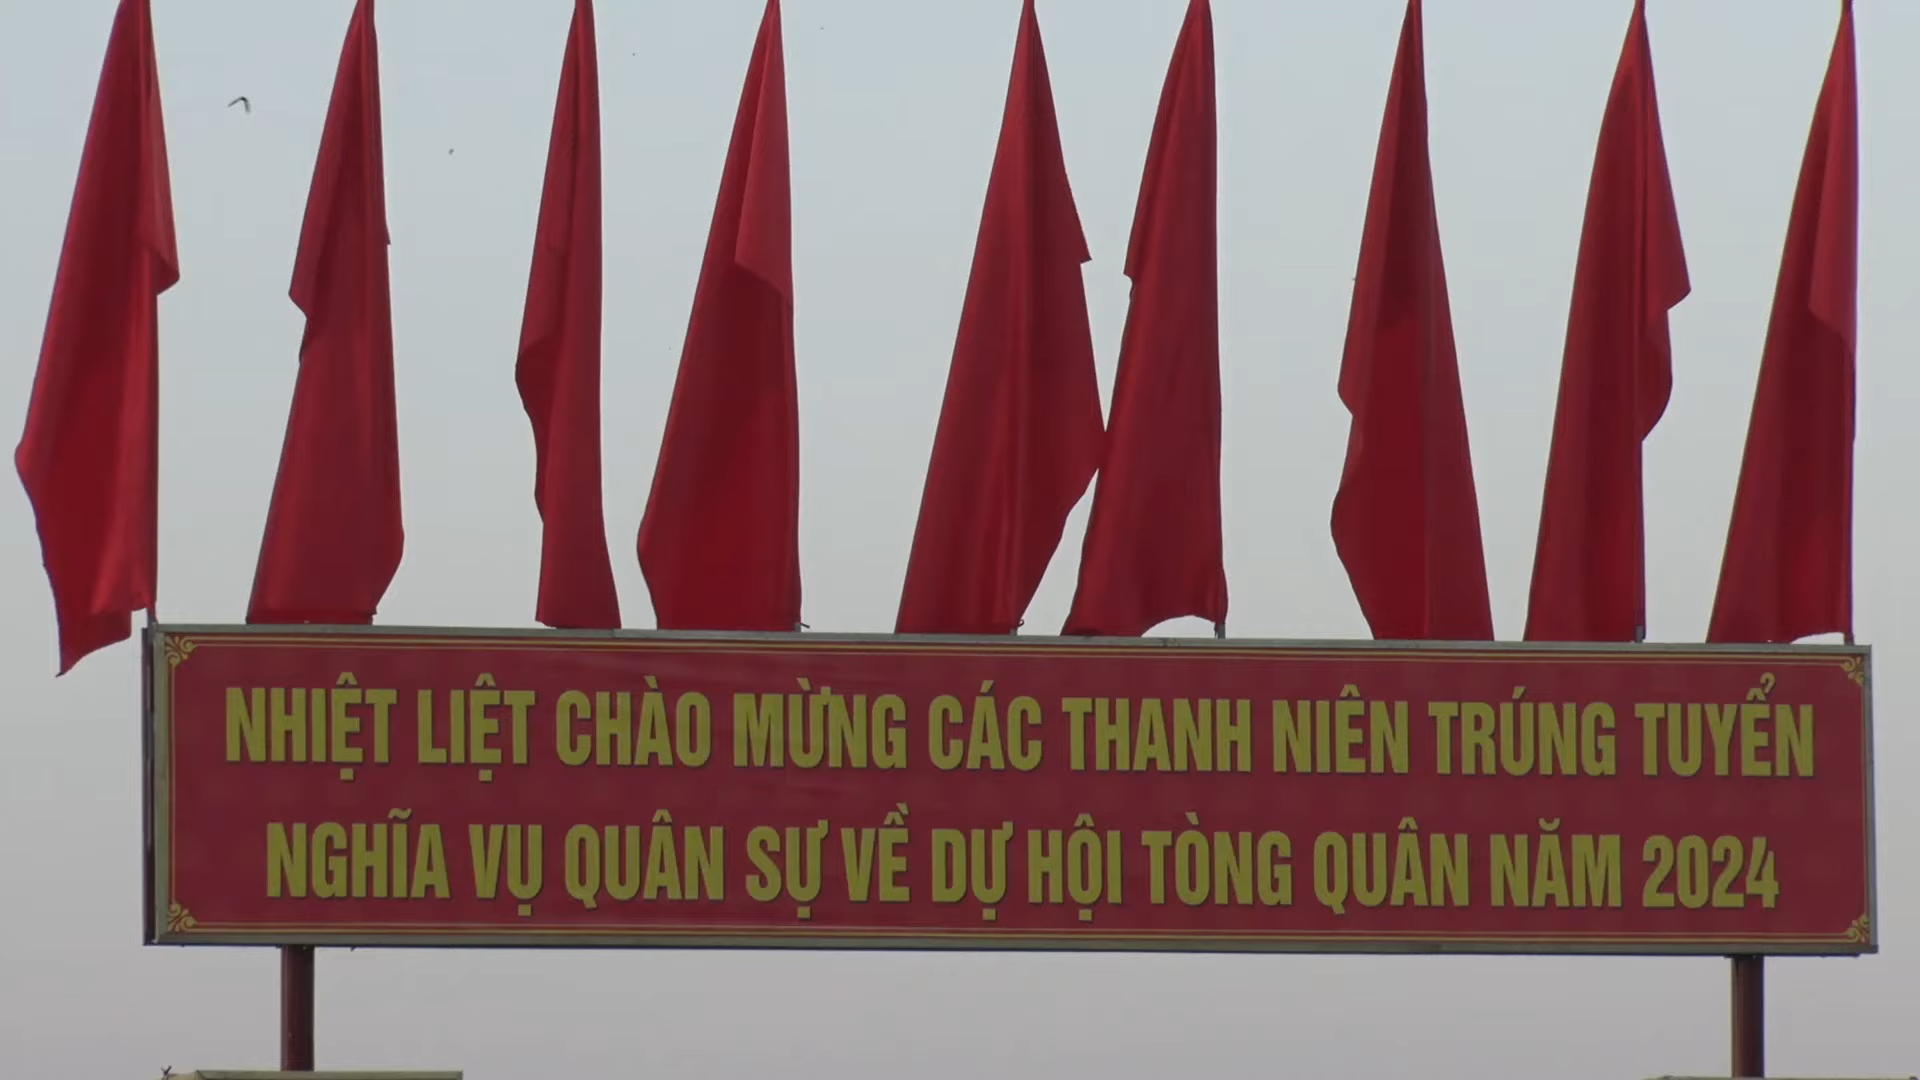 NHIỆT LIỆT CHÀO MỪNG CÁC THANH NIÊN TRÚNG TUYỂN
NGHĨA VỤ QUÂN SỰ VỀ DỰ HỘI TÒNG QUÂN NĂM 2024